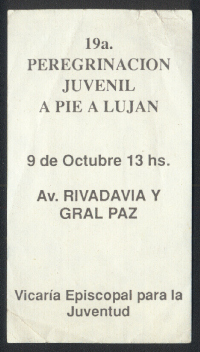 19a.
PEREGRINACION
JUVENIL
A PIE A LUJAN
9 de Octubre 13 hs.
Av. RIVADAVIA Y
GRAL PAZ
Vicaría Episcopal para la
Juventud